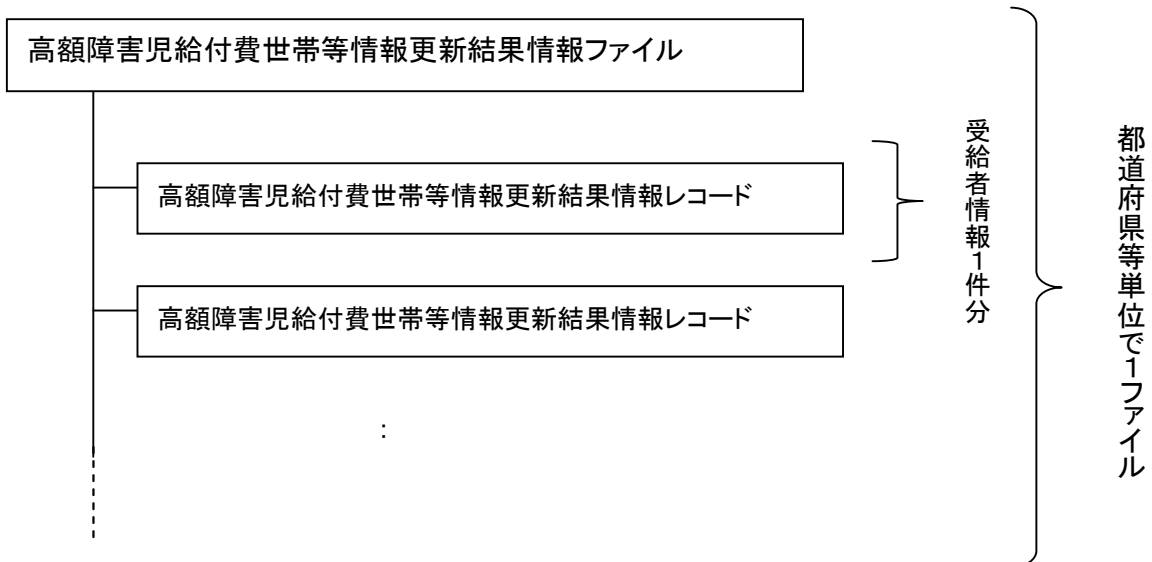 高額障害児給付費世帯等情報更新結果情報ファイル
高額障害児給付費世帯等情報更新結果情報レコード
受給者情報1件分
高額障害児給付費世帯等情報更新結果情報レコード
：
都道府県等単位で1ファイル